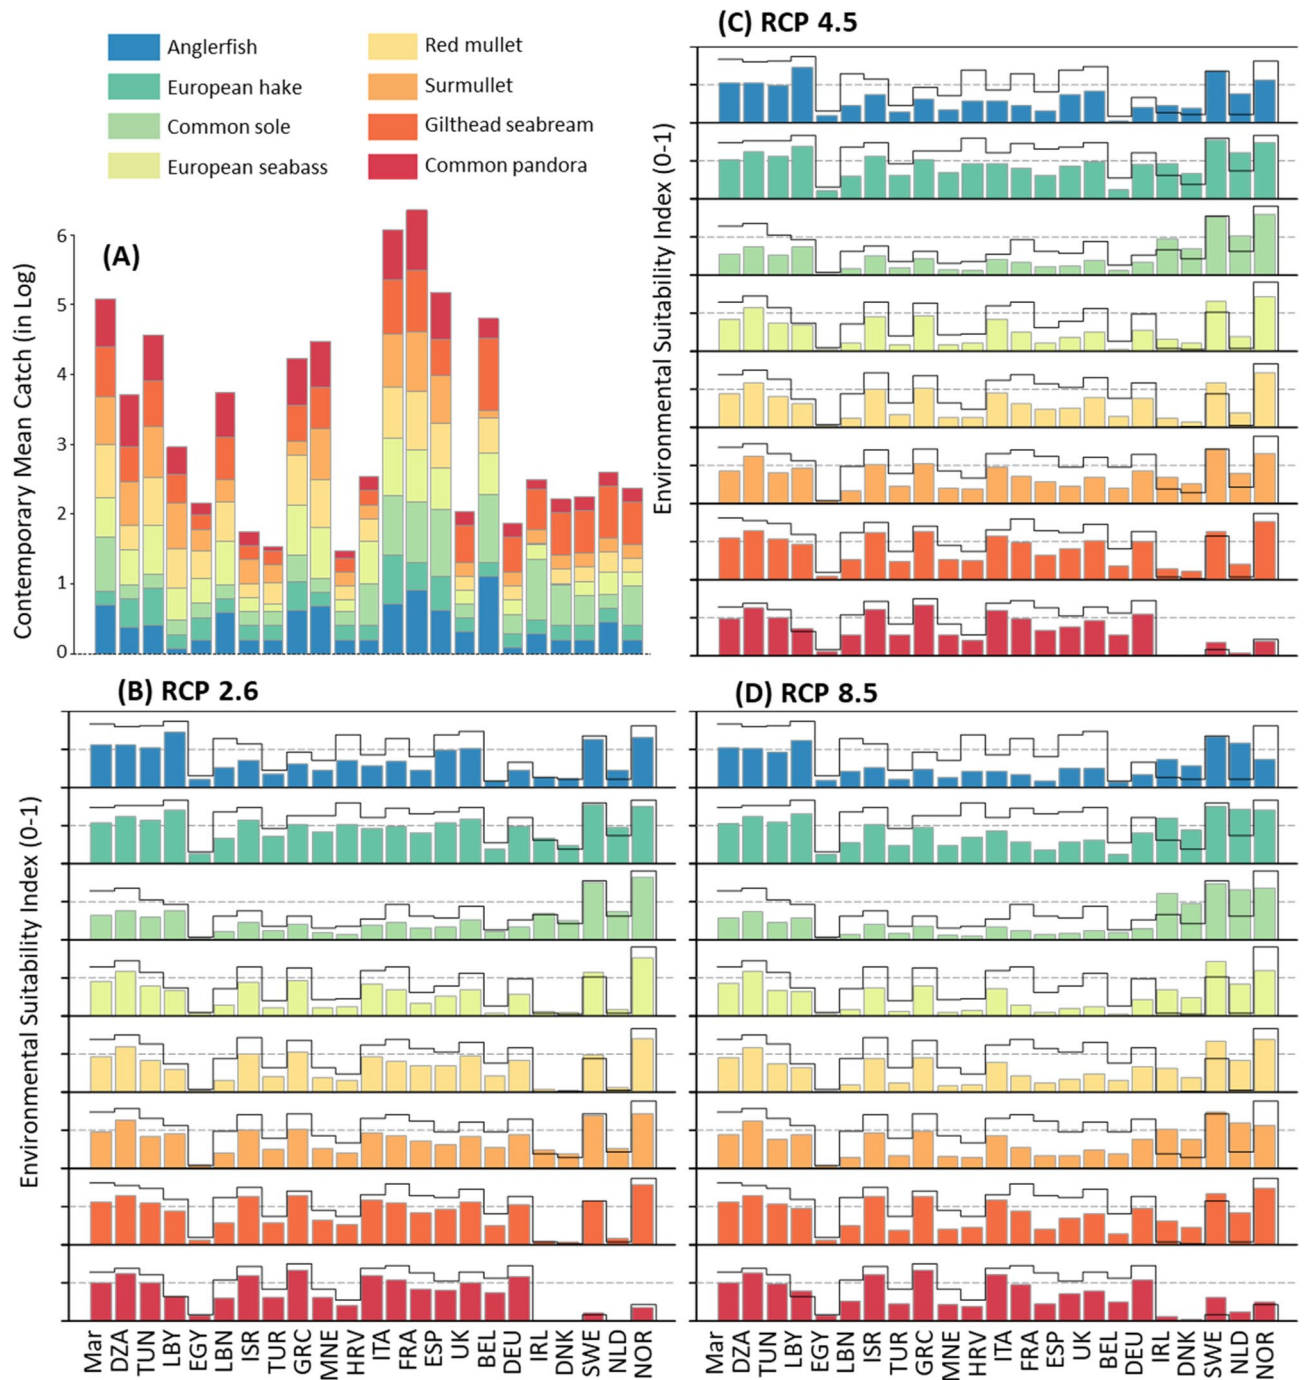 (C) RCP 4.5
Anglerfish
Red mullet
European hake
Surmullet
Common sole
Gilthead seabream
European seabass
Common pandora
(A)
Contemporary Mean Catch (in Log)
6
5
4
3
2
1
0
Environmental Suitability Index (0-1)
(B) RCP 2.6
(D) RCP 8.5
Environmental Suitability Index (0-1)
Mar DZA TUN LBY EGY LBN ISR TUR GRC MNE HRV ITA FRA ESP UK BEL DEU IRL DNK SWE NLD NOR
Mar DZA TUN LBY EGY LBN ISR TUR GRC MNE HRV ITA FRA ESP UK BEL DEU IRL DNK SWE NLD NOR